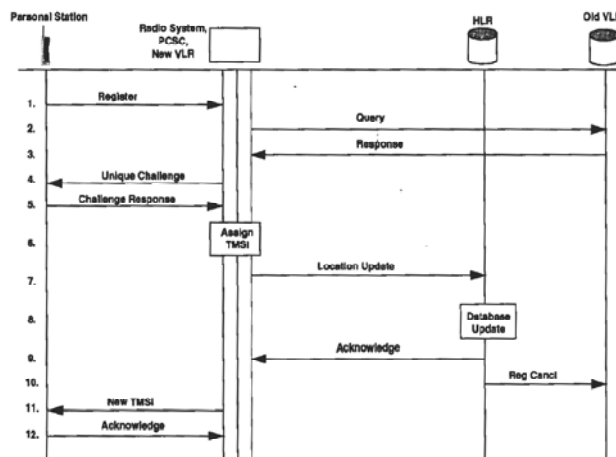 Personal Station
Radio System,
PCSC,
New VLR
HLR
Old VLR
1.
Register
2.
Query
3.
Response
4.
Unique Challenge
5.
Challenge Response
6.
Assign
TMSI
7.
Location Update
8.
Database
Update
9.
Acknowledge
10.
Reg Cancl
11.
New TMSI
12.
Acknowledge